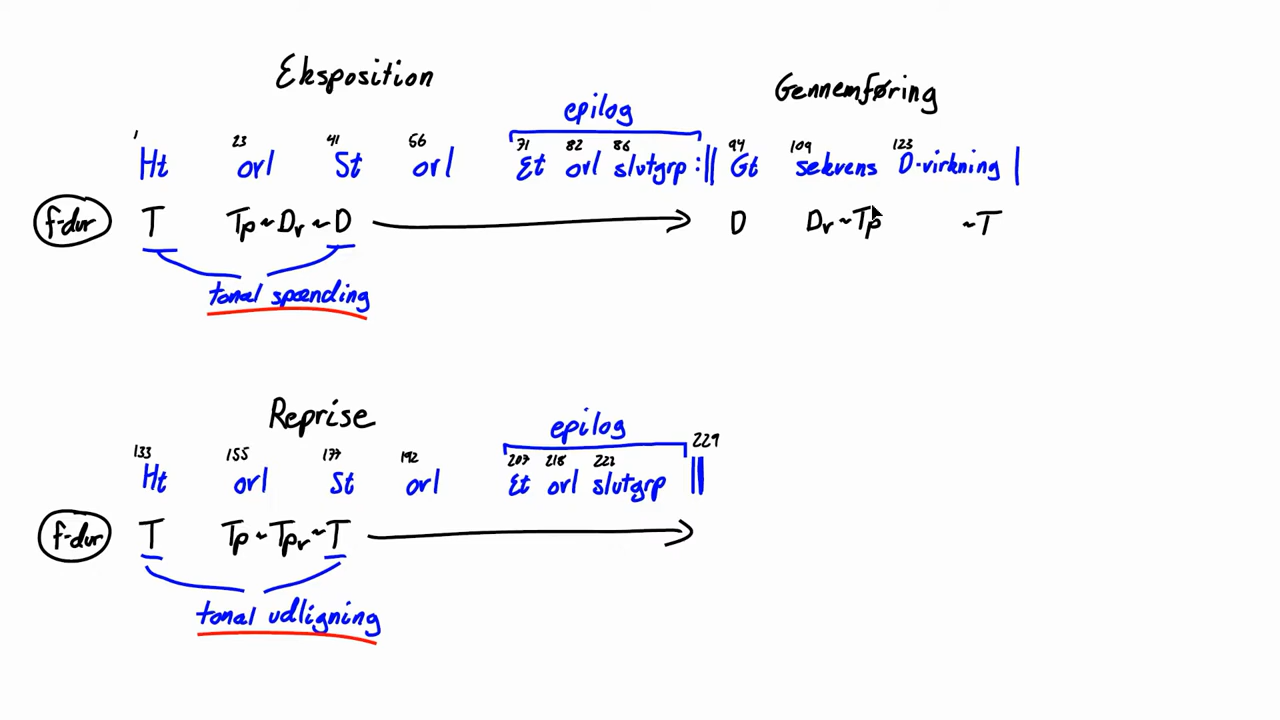 Eksposition
Gennemføring
epilog
1 23 41 56 71 82 86 94 109 123
Ht orl St orl Et orl slutgrp :|| Gt sekvens D-virkning |
f-dur T Tp ~ Dr ~ D D Dr ~ Tp ~ T
tonal spænding
Reprise
epilog
133 155 177 192 207 218 222 229
Ht orl St orl Et orl slutgrp ||
f-dur T Tp ~ Tpr ~ T
tonal udligning